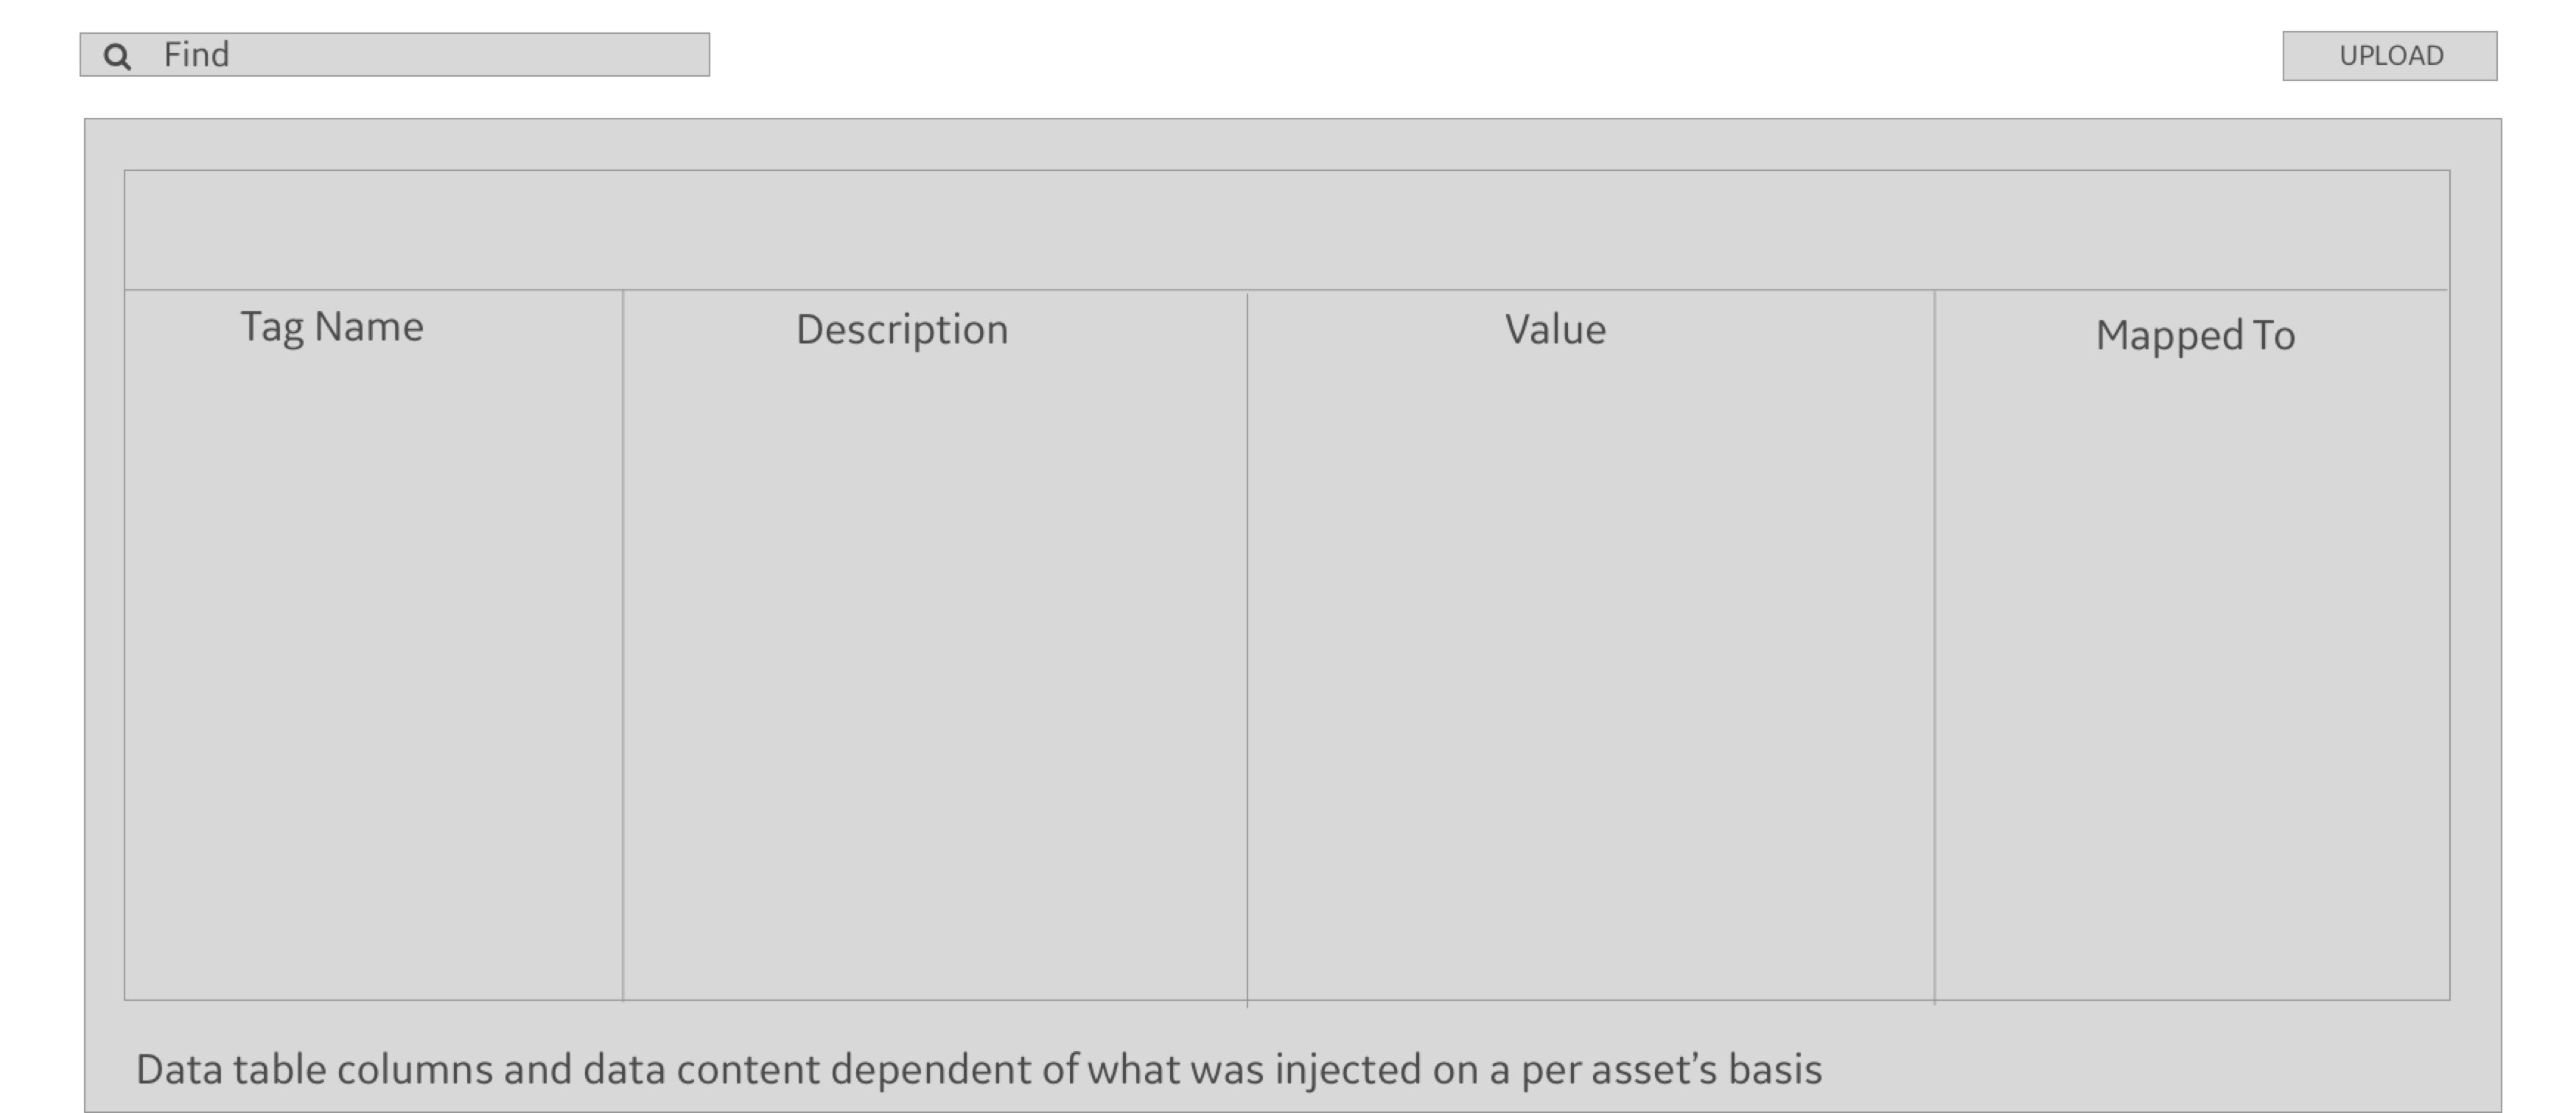 Find
UPLOAD
Tag Name
Description
Value
Mapped To
Data table columns and data content dependent of what was injected on a per asset’s basis